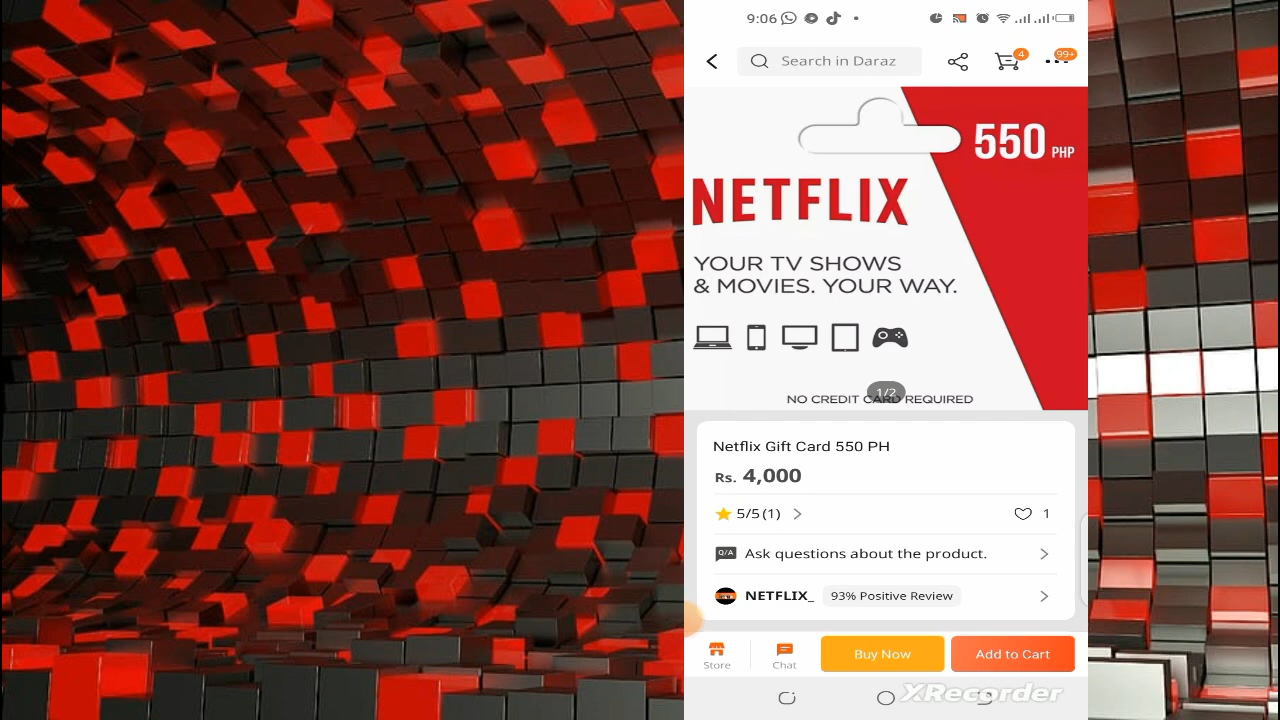 9:06
Search in Daraz
4
99+
550 PHP
NETFLIX
YOUR TV SHOWS
& MOVIES. YOUR WAY.
1/2
NO CREDIT CARD REQUIRED
Netflix Gift Card 550 PH
Rs. 4,000
5/5 (1)
1
Q/A Ask questions about the product.
NETFLIX_ 93% Positive Review
Store
Chat
Buy Now
Add to Cart
XRecorder